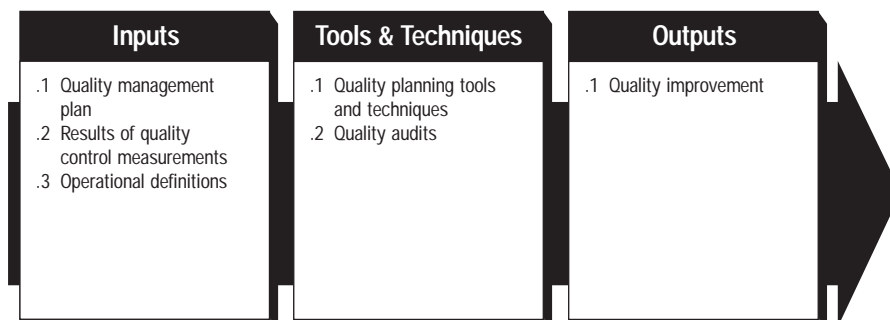 Inputs
.1 Quality management
plan
.2 Results of quality
control measurements
.3 Operational definitions
Tools & Techniques
.1 Quality planning tools
and techniques
.2 Quality audits
Outputs
.1 Quality improvement